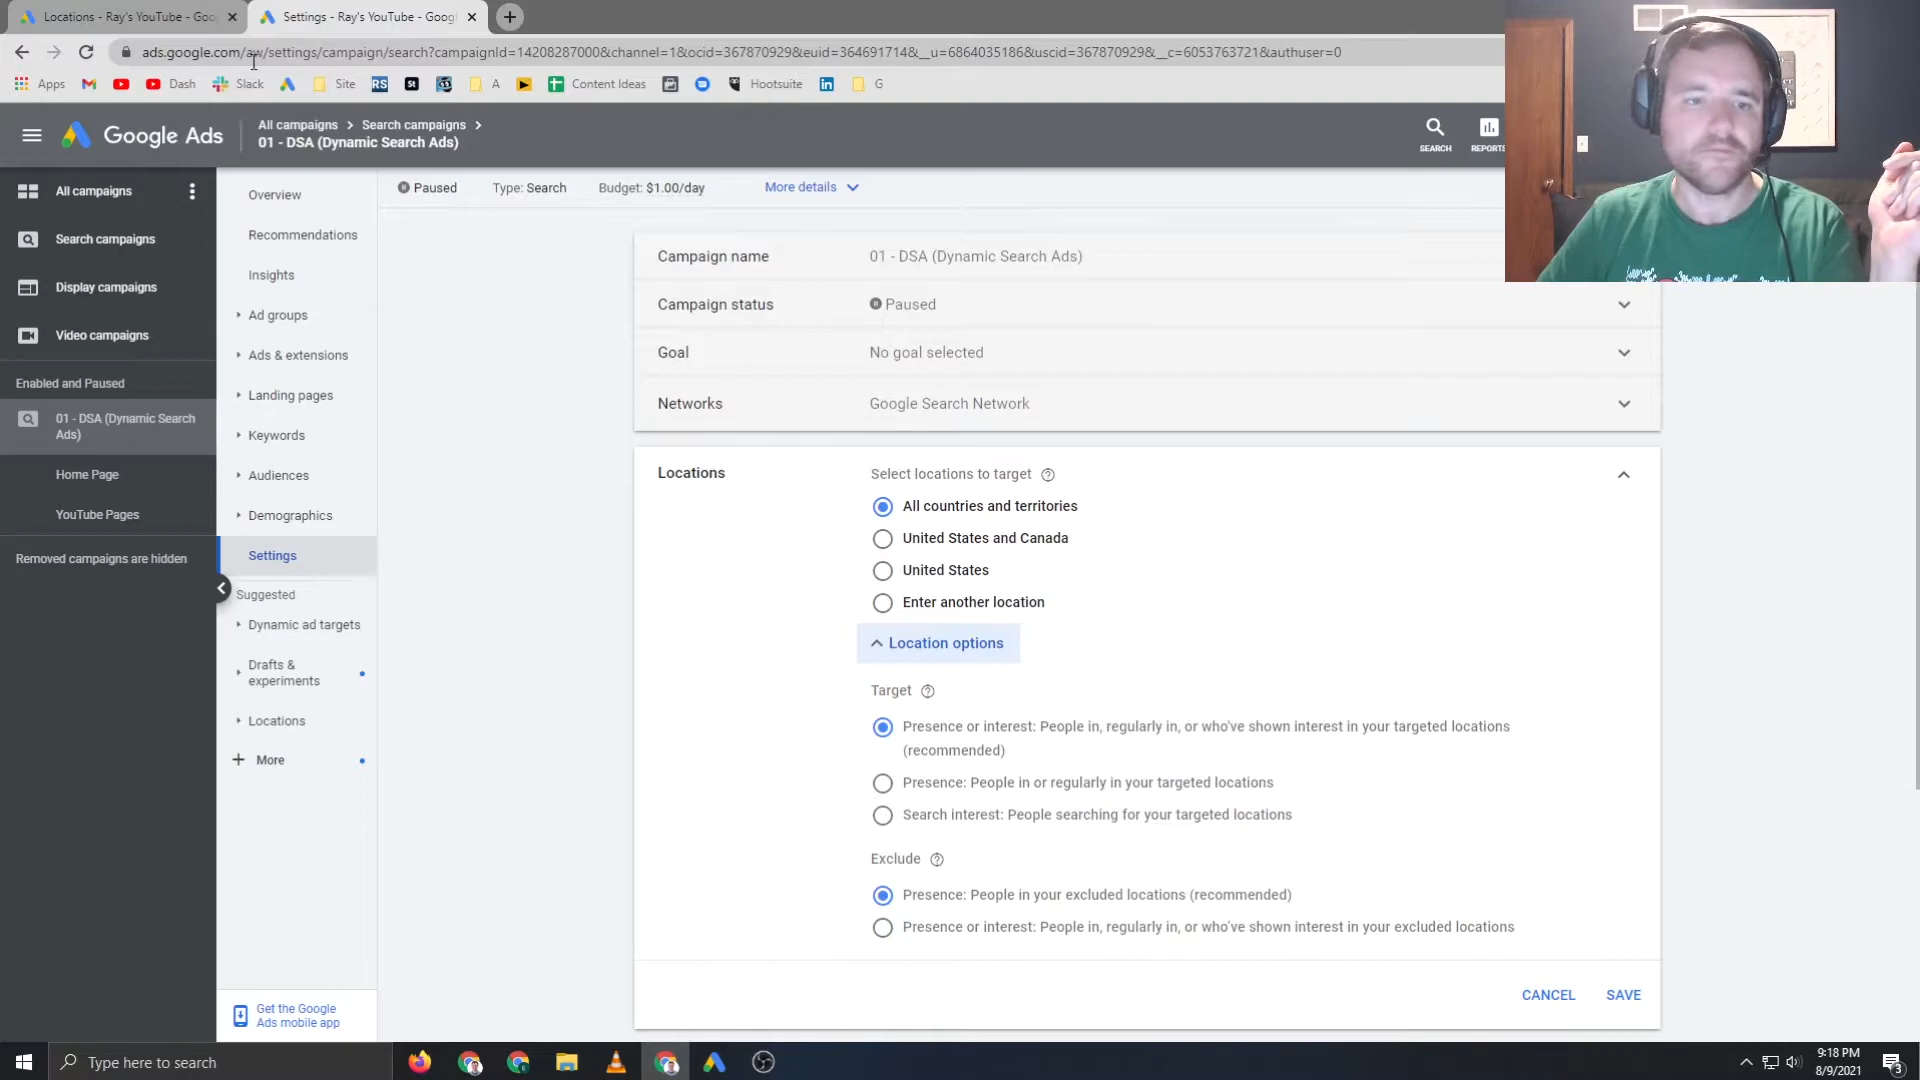 Locations - Ray's YouTube - Goo
Settings - Ray's YouTube - Googl
ads.google.com/aw/settings/campaign/search?campaignId=14208287000&channel=1&ocid=367870929&euid=364691714&__u=6864035186&uscid=367870929&__c=6053763721&authuser=0
Apps
Dash
Slack
Site
RS
St
A
Content Ideas
Hootsuite
G
Google Ads
All campaigns > Search campaigns >
01 - DSA (Dynamic Search Ads)
SEARCH
REPORTS
All campaigns
Search campaigns
Display campaigns
Video campaigns
Enabled and Paused
01 - DSA (Dynamic Search
Ads)
Home Page
YouTube Pages
Removed campaigns are hidden
Overview
Recommendations
Insights
Ad groups
Ads & extensions
Landing pages
Keywords
Audiences
Demographics
Settings
Suggested
Dynamic ad targets
Drafts &
experiments
Locations
More
Get the Google
Ads mobile app
Paused
Type: Search
Budget: $1.00/day
More details
Campaign name
01 - DSA (Dynamic Search Ads)
Campaign status
Paused
Goal
No goal selected
Networks
Google Search Network
Locations
Select locations to target
All countries and territories
United States and Canada
United States
Enter another location
Location options
Target
Presence or interest: People in, regularly in, or who've shown interest in your targeted locations
(recommended)
Presence: People in or regularly in your targeted locations
Search interest: People searching for your targeted locations
Exclude
Presence: People in your excluded locations (recommended)
Presence or interest: People in, regularly in, or who've shown interest in your excluded locations
CANCEL
SAVE
Type here to search
9:18 PM
8/9/2021
3